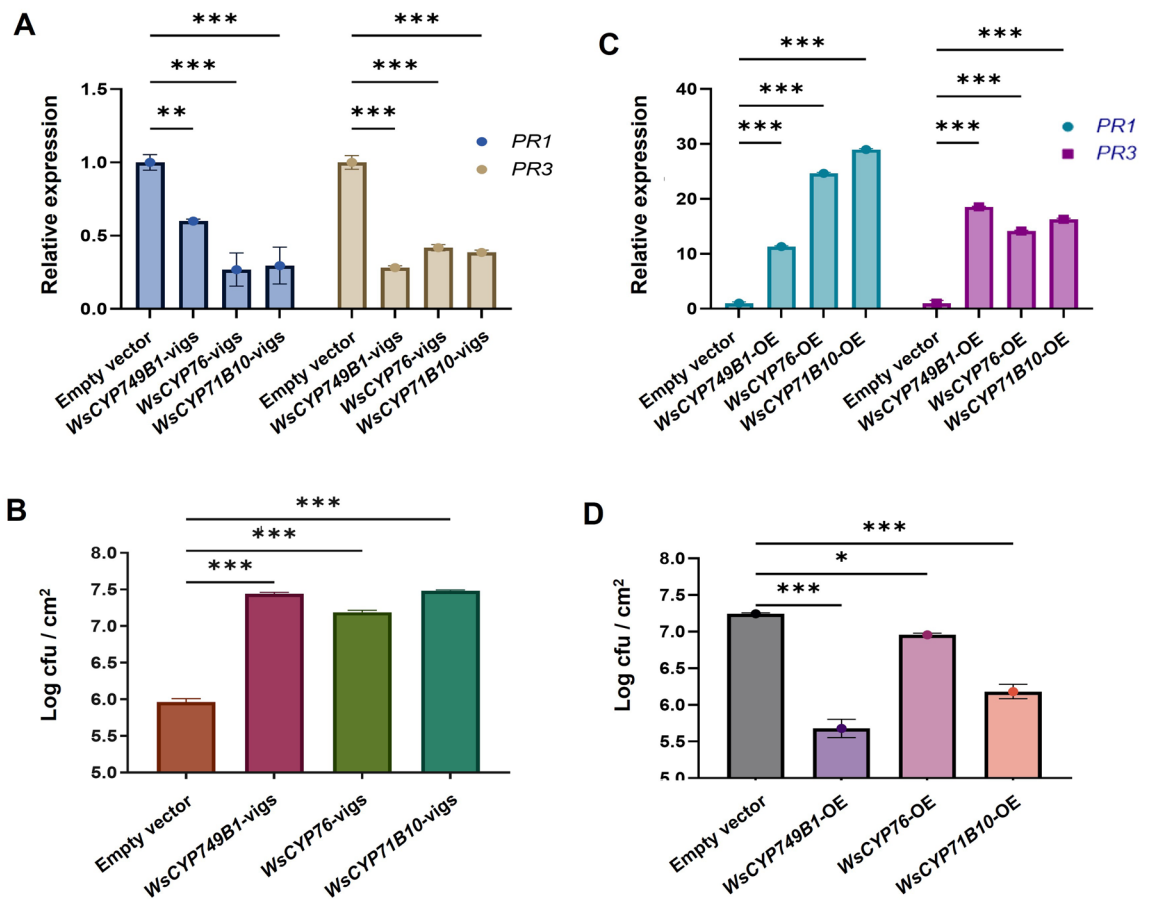 A
***
***
***
***
**
***
1.5
1.0
0.5
0.0
Relative expression
PR1
PR3
Empty vector
WsCYP749B1-vigs
WsCYP76-vigs
WsCYP71B10-vigs
Empty vector
WsCYP749B1-vigs
WsCYP76-vigs
WsCYP71B10-vigs
C
***
***
***
***
***
***
40
30
20
10
0
Relative expression
PR1
PR3
Empty vector
WsCYP749B1-OE
WsCYP76-OE
WsCYP71B10-OE
Empty vector
WsCYP749B1-OE
WsCYP76-OE
WsCYP71B10-OE
B
***
***
***
8.0
7.5
7.0
6.5
6.0
5.5
5.0
Log cfu / cm²
Empty vector
WsCYP749B1-vigs
WsCYP76-vigs
WsCYP71B10-vigs
D
***
*
***
8.0
7.5
7.0
6.5
6.0
5.5
5.0
Log cfu / cm²
Empty vector
WsCYP749B1-OE
WsCYP76-OE
WsCYP71B10-OE